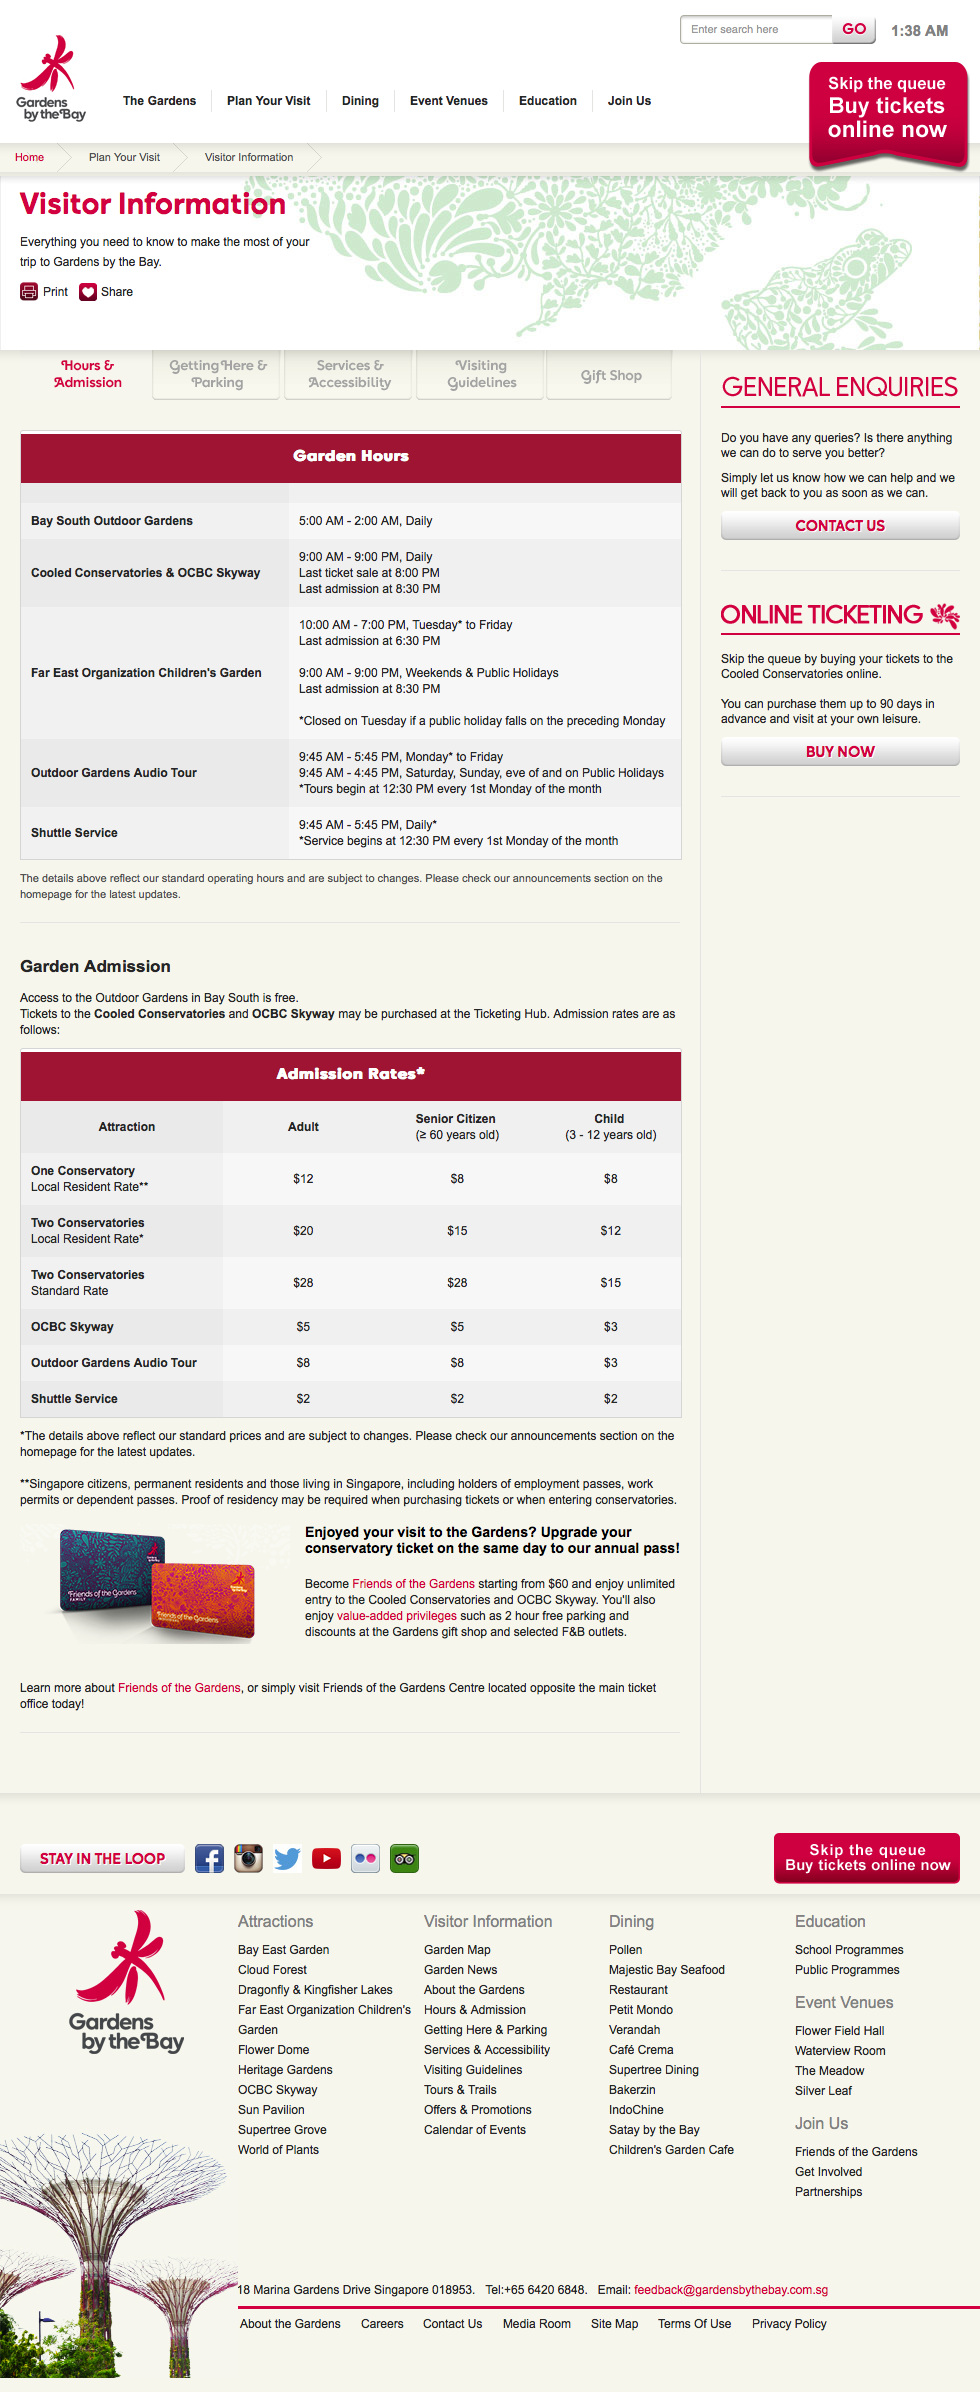 Enter search here
GO
1:38 AM
Gardens
by the Bay
The Gardens
Plan Your Visit
Dining
Event Venues
Education
Join Us
Skip the queue
Buy tickets
online now
Home
Plan Your Visit
Visitor Information
Visitor Information
Everything you need to know to make the most of your
trip to Gardens by the Bay.
Print
Share
Hours &
Admission
Getting Here &
Parking
Services &
Accessibility
Visiting
Guidelines
Gift Shop
Garden Hours
Bay South Outdoor Gardens
5:00 AM - 2:00 AM, Daily
Cooled Conservatories & OCBC Skyway
9:00 AM - 9:00 PM, Daily
Last ticket sale at 8:00 PM
Last admission at 8:30 PM
Far East Organization Children's Garden
10:00 AM - 7:00 PM, Tuesday* to Friday
Last admission at 6:30 PM
9:00 AM - 9:00 PM, Weekends & Public Holidays
Last admission at 8:30 PM
*Closed on Tuesday if a public holiday falls on the preceding Monday
Outdoor Gardens Audio Tour
9:45 AM - 5:45 PM, Monday* to Friday
9:45 AM - 4:45 PM, Saturday, Sunday, eve of and on Public Holidays
*Tours begin at 12:30 PM every 1st Monday of the month
Shuttle Service
9:45 AM - 5:45 PM, Daily*
*Service begins at 12:30 PM every 1st Monday of the month
The details above reflect our standard operating hours and are subject to changes. Please check our announcements section on the
homepage for the latest updates.
GENERAL ENQUIRIES
Do you have any queries? Is there anything
we can do to serve you better?
Simply let us know how we can help and we
will get back to you as soon as we can.
CONTACT US
ONLINE TICKETING
Skip the queue by buying your tickets to the
Cooled Conservatories online.
You can purchase them up to 90 days in
advance and visit at your own leisure.
BUY NOW
Garden Admission
Access to the Outdoor Gardens in Bay South is free.
Tickets to the Cooled Conservatories and OCBC Skyway may be purchased at the Ticketing Hub. Admission rates are as
follows:
Admission Rates*
Attraction
Adult
Senior Citizen
(≥ 60 years old)
Child
(3 - 12 years old)
One Conservatory
Local Resident Rate**
$12
$8
$8
Two Conservatories
Local Resident Rate*
$20
$15
$12
Two Conservatories
Standard Rate
$28
$28
$15
OCBC Skyway
$5
$5
$3
Outdoor Gardens Audio Tour
$8
$8
$3
Shuttle Service
$2
$2
$2
*The details above reflect our standard prices and are subject to changes. Please check our announcements section on the
homepage for the latest updates.
**Singapore citizens, permanent residents and those living in Singapore, including holders of employment passes, work
permits or dependent passes. Proof of residency may be required when purchasing tickets or when entering conservatories.
Friends of the Gardens
FAMILY
Friends of the Gardens
Enjoyed your visit to the Gardens? Upgrade your
conservatory ticket on the same day to our annual pass!
Become Friends of the Gardens starting from $60 and enjoy unlimited
entry to the Cooled Conservatories and OCBC Skyway. You'll also
enjoy value-added privileges such as 2 hour free parking and
discounts at the Gardens gift shop and selected F&B outlets.
Learn more about Friends of the Gardens, or simply visit Friends of the Gardens Centre located opposite the main ticket
office today!
STAY IN THE LOOP
Skip the queue
Buy tickets online now
Gardens
by the Bay
Attractions
Bay East Garden
Cloud Forest
Dragonfly & Kingfisher Lakes
Far East Organization Children's
Garden
Flower Dome
Heritage Gardens
OCBC Skyway
Sun Pavilion
Supertree Grove
World of Plants
Visitor Information
Garden Map
Garden News
About the Gardens
Hours & Admission
Getting Here & Parking
Services & Accessibility
Visiting Guidelines
Tours & Trails
Offers & Promotions
Calendar of Events
Dining
Pollen
Majestic Bay Seafood
Restaurant
Petit Mondo
Verandah
Café Crema
Supertree Dining
Bakerzin
IndoChine
Satay by the Bay
Children's Garden Cafe
Education
School Programmes
Public Programmes
Event Venues
Flower Field Hall
Waterview Room
The Meadow
Silver Leaf
Join Us
Friends of the Gardens
Get Involved
Partnerships
18 Marina Gardens Drive Singapore 018953. Tel:+65 6420 6848. Email: feedback@gardensbythebay.com.sg
About the Gardens
Careers
Contact Us
Media Room
Site Map
Terms Of Use
Privacy Policy